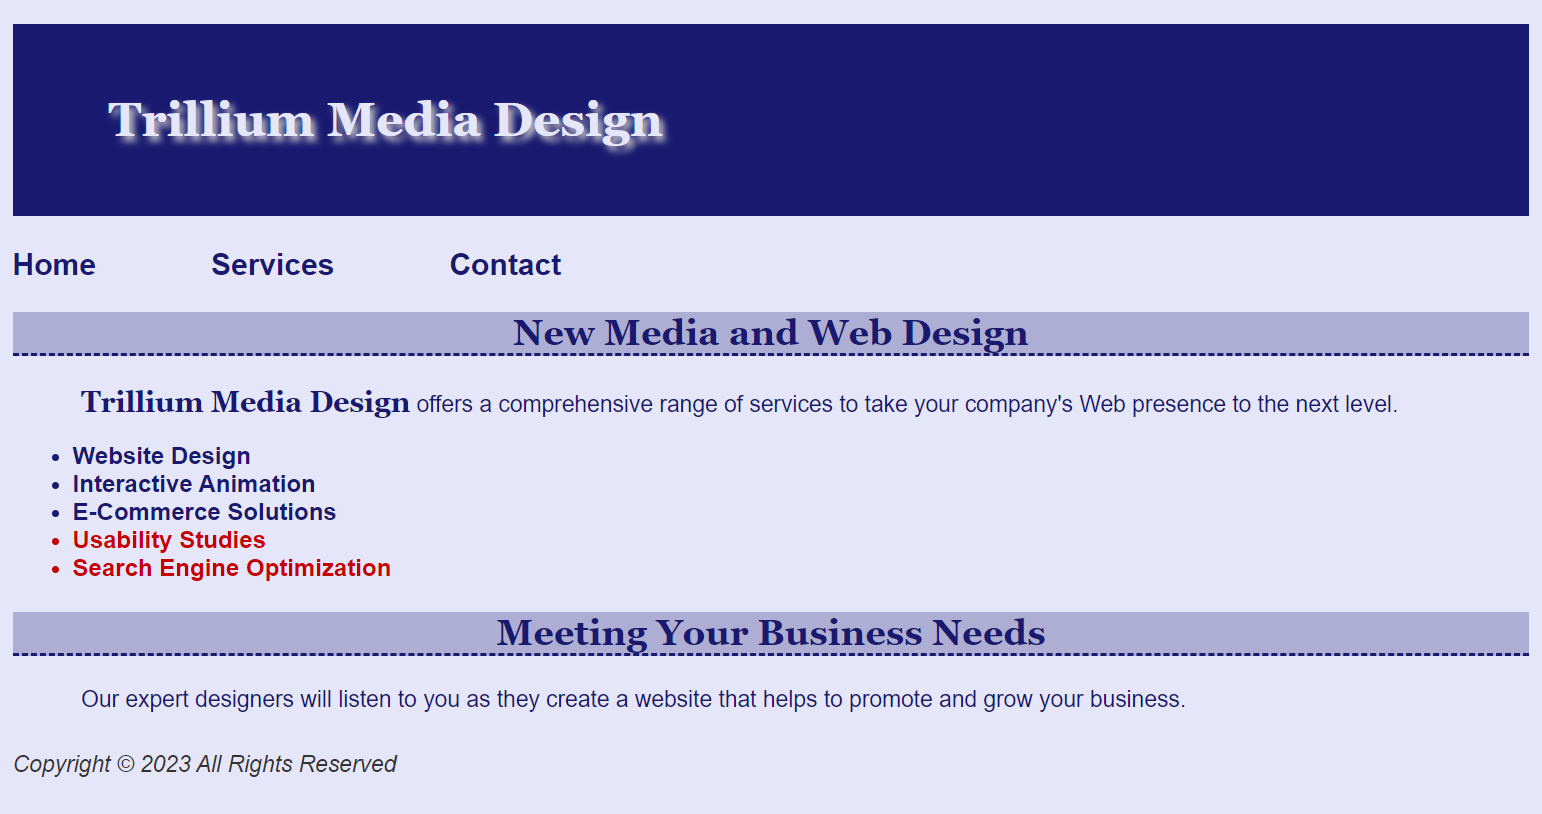 Trillium Media Design
Home Services Contact
New Media and Web Design
Trillium Media Design offers a comprehensive range of services to take your company's Web presence to the next level.
• Website Design
• Interactive Animation
• E-Commerce Solutions
• Usability Studies
• Search Engine Optimization
Meeting Your Business Needs
Our expert designers will listen to you as they create a website that helps to promote and grow your business.
Copyright © 2023 All Rights Reserved